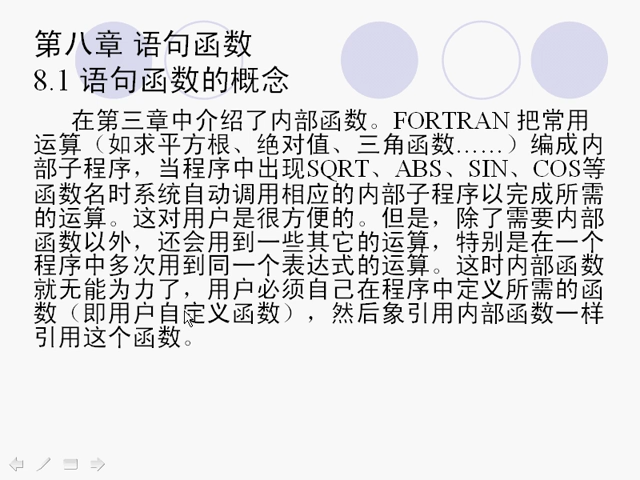 第八章 语句函数
8.1 语句函数的概念
在第三章中介绍了内部函数。FORTRAN 把常用
运算（如求平方根、绝对值、三角函数……）编成内
部子程序，当程序中出现SQRT、ABS、SIN、COS等
函数名时系统自动调用相应的内部子程序以完成所需
的运算。这对用户是很方便的。但是，除了需要内部
函数以外，还会用到一些其它的运算，特别是在一个
程序中多次用到同一个表达式的运算。这时内部函数
就无能为力了，用户必须自己在程序中定义所需的函
数（即用户自定义函数），然后象引用内部函数一样
引用这个函数。